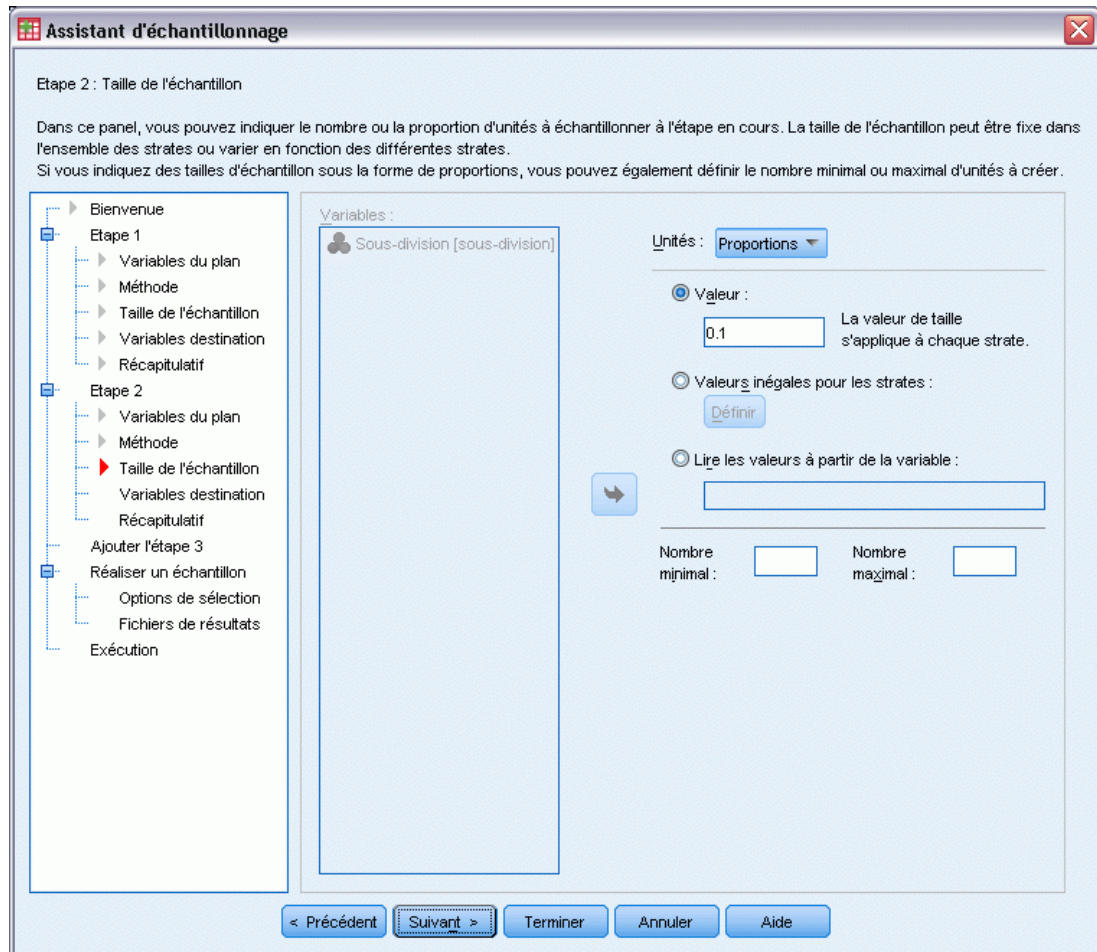 Assistant d'échantillonnage
Etape 2 : Taille de l'échantillon
Dans ce panel, vous pouvez indiquer le nombre ou la proportion d'unités à échantillonner à l'étape en cours. La taille de l'échantillon peut être fixe dans
l'ensemble des strates ou varier en fonction des différentes strates.
Si vous indiquez des tailles d'échantillon sous la forme de proportions, vous pouvez également définir le nombre minimal ou maximal d'unités à créer.
Bienvenue
Etape 1
Variables du plan
Méthode
Taille de l'échantillon
Variables destination
Récapitulatif
Etape 2
Variables du plan
Méthode
Taille de l'échantillon
Variables destination
Récapitulatif
Ajouter l'étape 3
Réaliser un échantillon
Options de sélection
Fichiers de résultats
Exécution
Variables :
Sous-division [sous-division]
Unités : Proportions
Valeur :
0.1
La valeur de taille
s'applique à chaque strate.
Valeurs inégales pour les strates :
Définir
Lire les valeurs à partir de la variable :
Nombre
minimal :
Nombre
maximal :
< Précédent Suivant > Terminer Annuler Aide